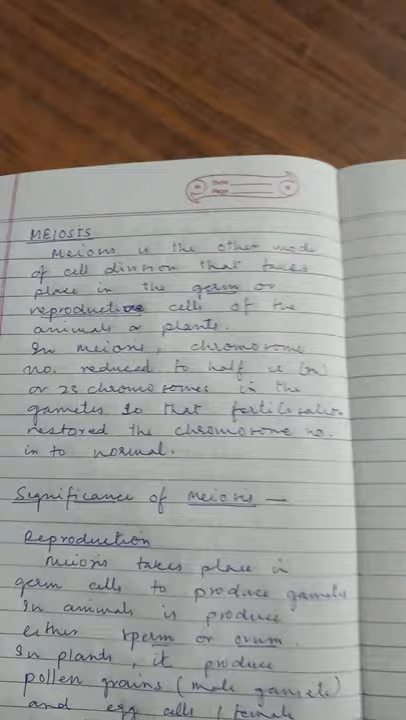 MEIOSIS
Meiosis is the other mode
of cell division that takes
place in the germ or
reproductive cells of the
animals or plants.
In meiosis, chromosome
no. reduced to half ie (n)
or 23 chromosomes in the
gametes so that fertilisation
restored the chromosome no.
in to normal.
Significance of Meiosis —
Reproduction
Meiosis takes place in
germ cells to produce gametes
In animals is produce
either sperm or ovum.
In plants, it produce
pollen grains (male gamete)
and egg cells (female